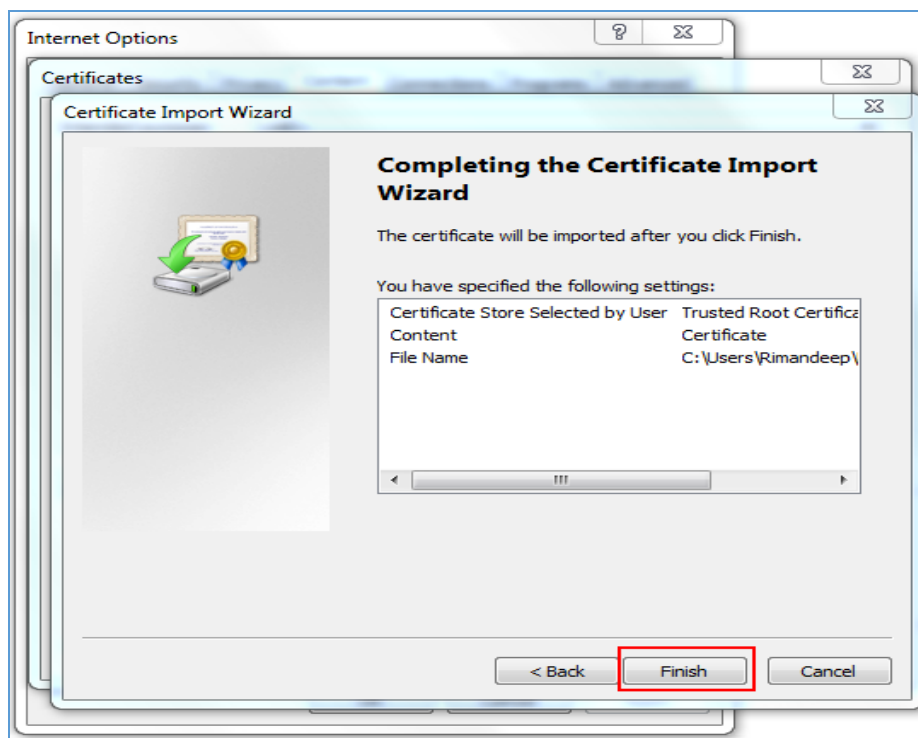 Internet Options
Certificates
Certificate Import Wizard
Completing the Certificate Import
Wizard
The certificate will be imported after you click Finish.
You have specified the following settings:
Certificate Store Selected by User Trusted Root Certifica
Content Certificate
File Name C:\Users\Rimandeep\
< Back Finish Cancel